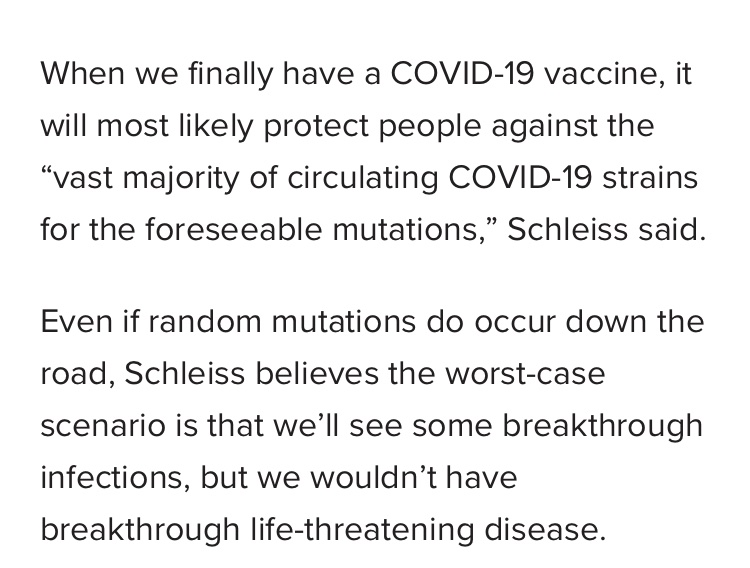 When we finally have a COVID-19 vaccine, it
will most likely protect people against the
“vast majority of circulating COVID-19 strains
for the foreseeable mutations,” Schleiss said.
Even if random mutations do occur down the
road, Schleiss believes the worst-case
scenario is that we’ll see some breakthrough
infections, but we wouldn’t have
breakthrough life-threatening disease.